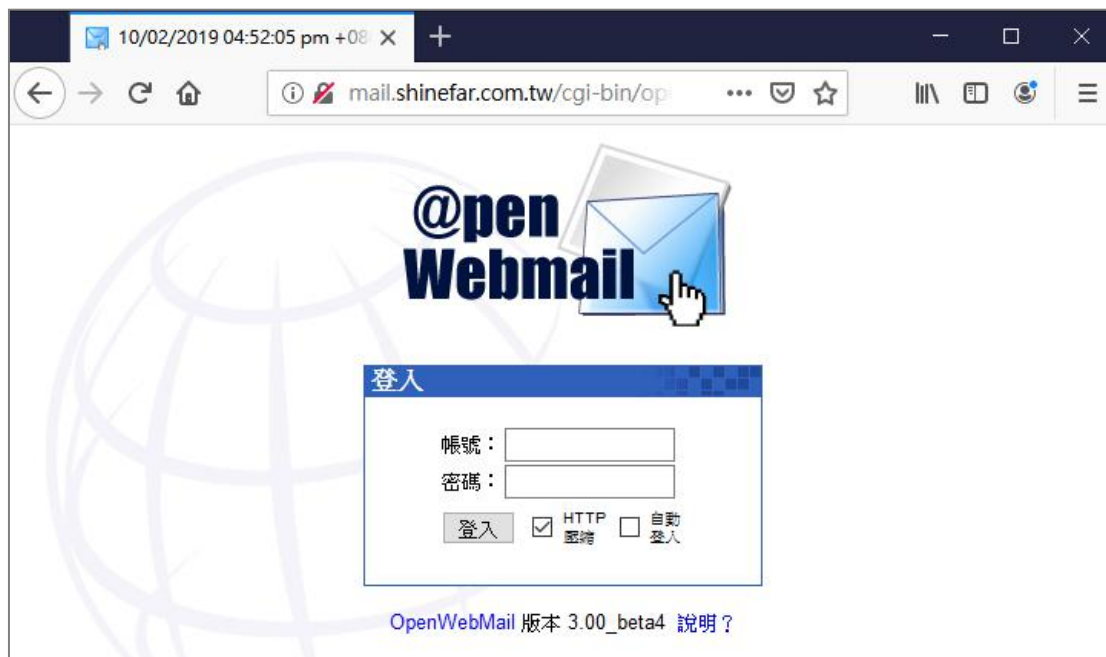 10/02/2019 04:52:05 pm +08
mail.shinefar.com.tw/cgi-bin/op
@pen
Webmail
登入
帳號：
密碼：
登入 HTTP 壓縮 自動 登入
OpenWebMail 版本 3.00_beta4 說明？